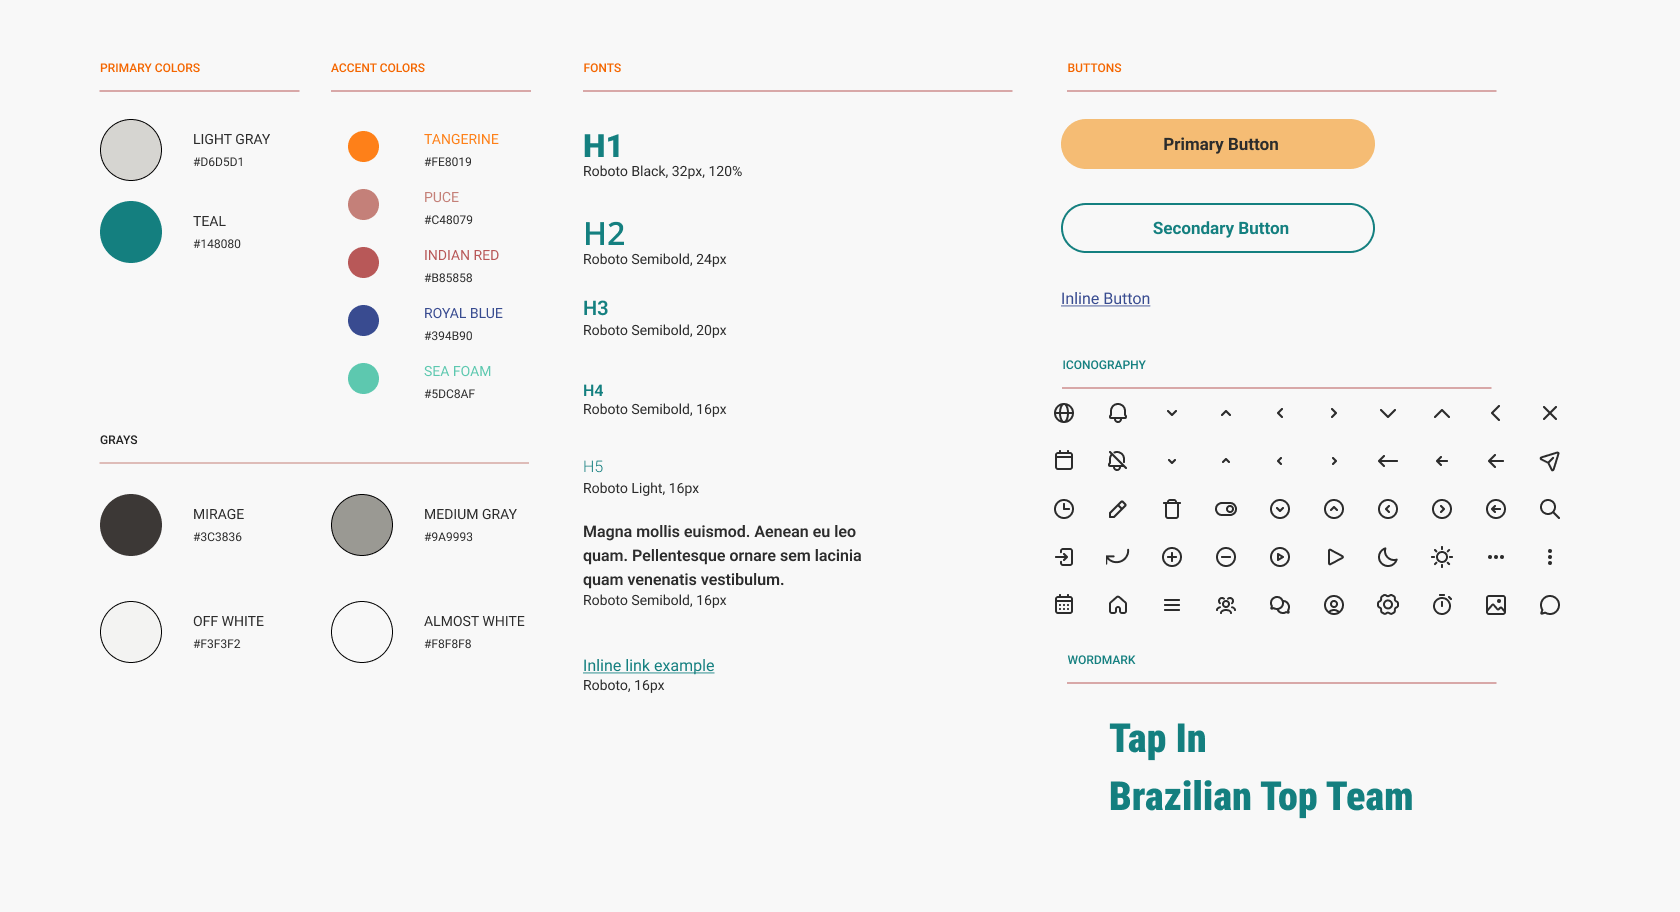 PRIMARY COLORS
LIGHT GRAY
#D6D5D1
TEAL
#148080
ACCENT COLORS
TANGERINE
#FE8019
PUCE
#C48079
INDIAN RED
#B85858
ROYAL BLUE
#394B90
SEA FOAM
#5DC8AF
GRAYS
MIRAGE
#3C3836
MEDIUM GRAY
#9A9993
OFF WHITE
#F3F3F2
ALMOST WHITE
#F8F8F8
FONTS
H1
Roboto Black, 32px, 120%
H2
Roboto Semibold, 24px
H3
Roboto Semibold, 20px
H4
Roboto Semibold, 16px
H5
Roboto Light, 16px
Magna mollis euismod. Aenean eu leo
quam. Pellentesque ornare sem lacinia
quam venenatis vestibulum.
Roboto Semibold, 16px
Inline link example
Roboto, 16px
BUTTONS
Primary Button
Secondary Button
Inline Button
ICONOGRAPHY
WORDMARK
Tap In
Brazilian Top Team